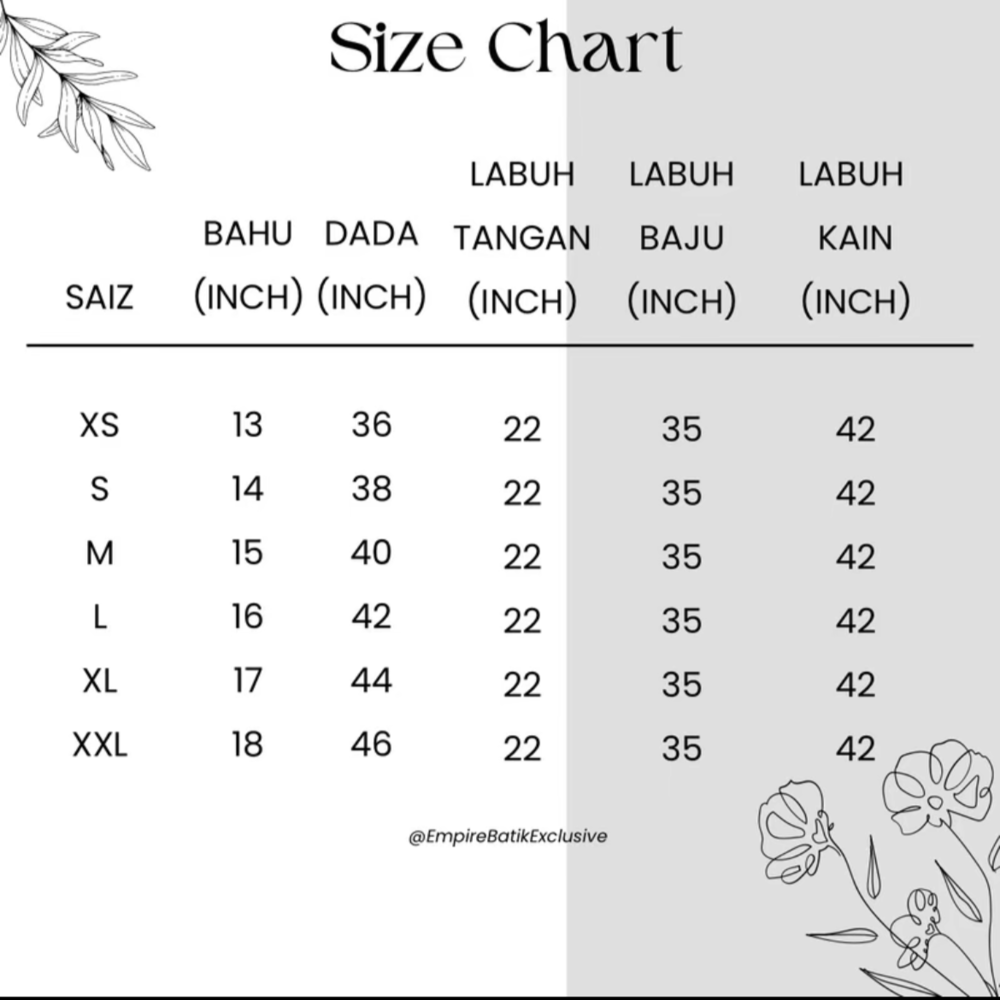 Size Chart
SAIZ BAHU (INCH) DADA (INCH) LABUH TANGAN (INCH) LABUH BAJU (INCH) LABUH KAIN (INCH)
XS 13 36 22 35 42
S 14 38 22 35 42
M 15 40 22 35 42
L 16 42 22 35 42
XL 17 44 22 35 42
XXL 18 46 22 35 42
@EmpireBatikExclusive